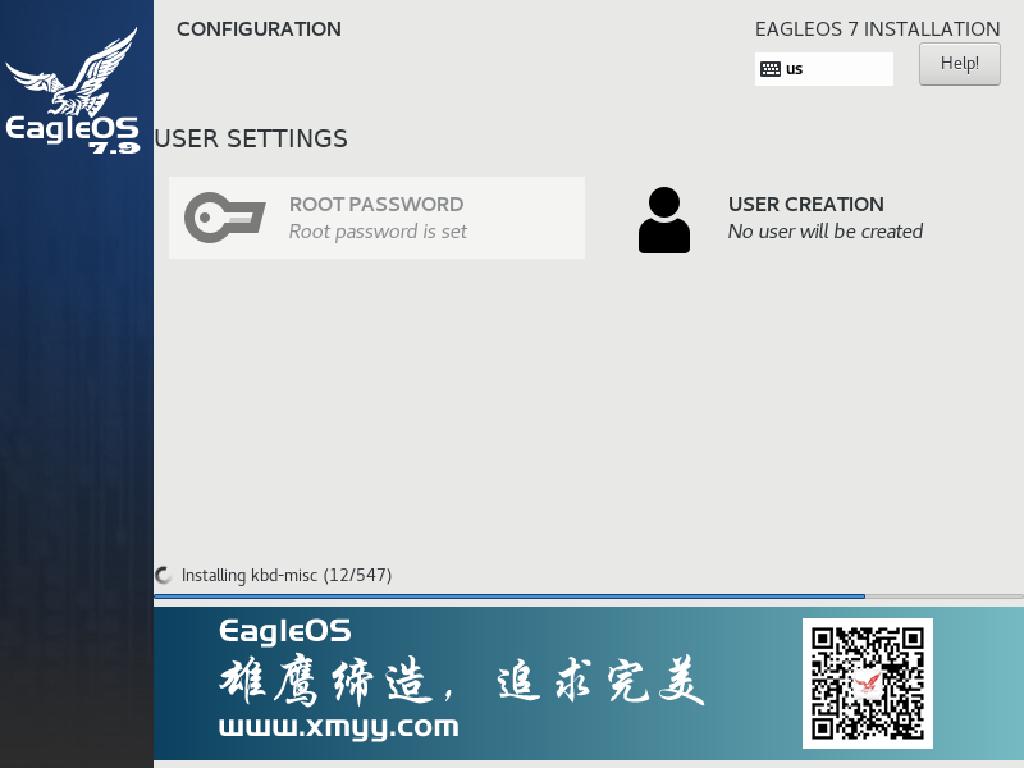 CONFIGURATION
EAGLEOS 7 INSTALLATION
us
Help!
EagleOS
7.9
USER SETTINGS
ROOT PASSWORD
Root password is set
USER CREATION
No user will be created
Installing kbd-misc (12/547)
EagleOS
雄鹰缔造，追求完美
www.xmyy.com